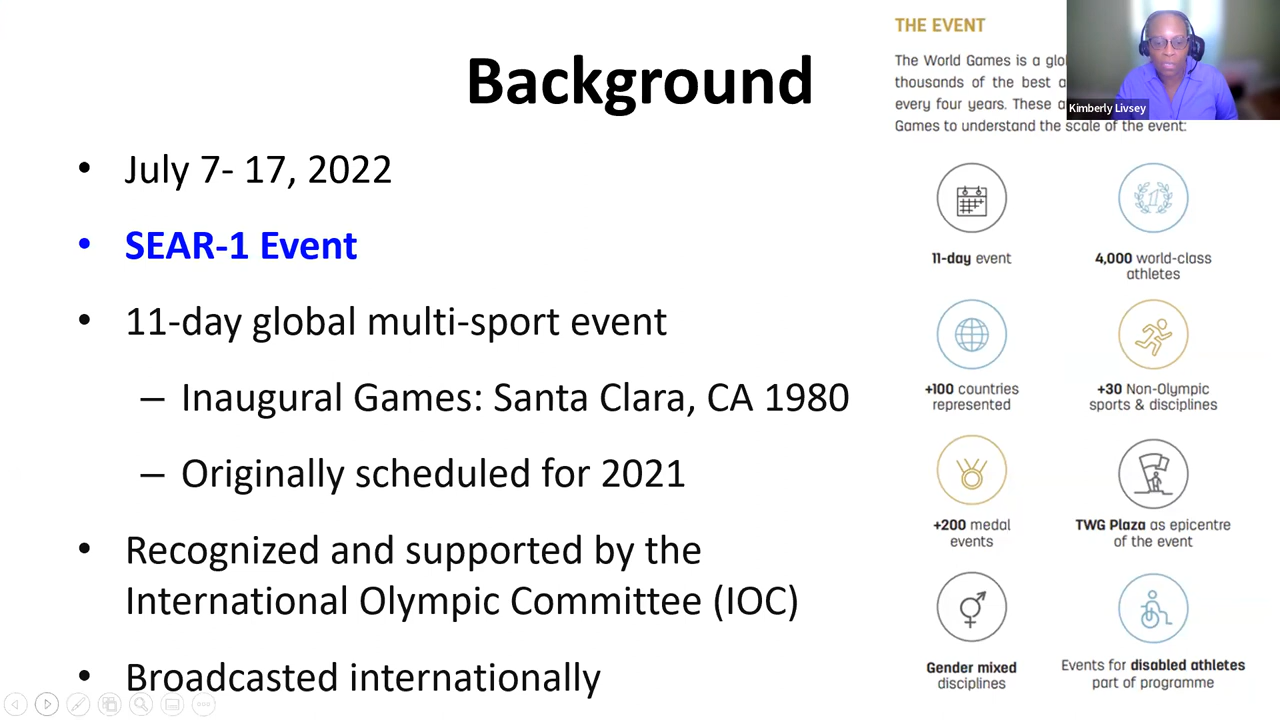 Background
• July 7- 17, 2022
• SEAR-1 Event
• 11-day global multi-sport event
– Inaugural Games: Santa Clara, CA 1980
– Originally scheduled for 2021
• Recognized and supported by the
International Olympic Committee (IOC)
• Broadcasted internationally
THE EVENT
The World Games is a
thousands of the best
every four years. These
Games to understand the scale of the event:
Kimberly Livsey
11-day event
4,000 world-class
athletes
+100 countries
represented
+30 Non-Olympic
sports & disciplines
+200 medal
events
TWG Plaza as epicentre
of the event
Gender mixed
disciplines
Events for disabled athletes
part of programme